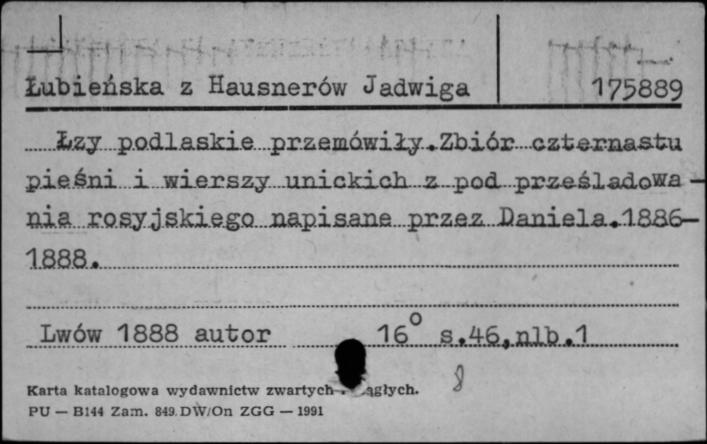 Łubieńska z Hausnerów Jadwiga 175889
Łzy podlaskie przemówiły.Zbiór czternastu
pieśni i wierszy unickich z pod prześladowa-
nia rosyjskiego napisane przez Daniela.1886-
1888.
Lwów 1888 autor 16° s.46,nlb.1
8
Karta katalogowa wydawnictw zwartych
PU — B144 Zam. 849. DW/On ZGG — 1991